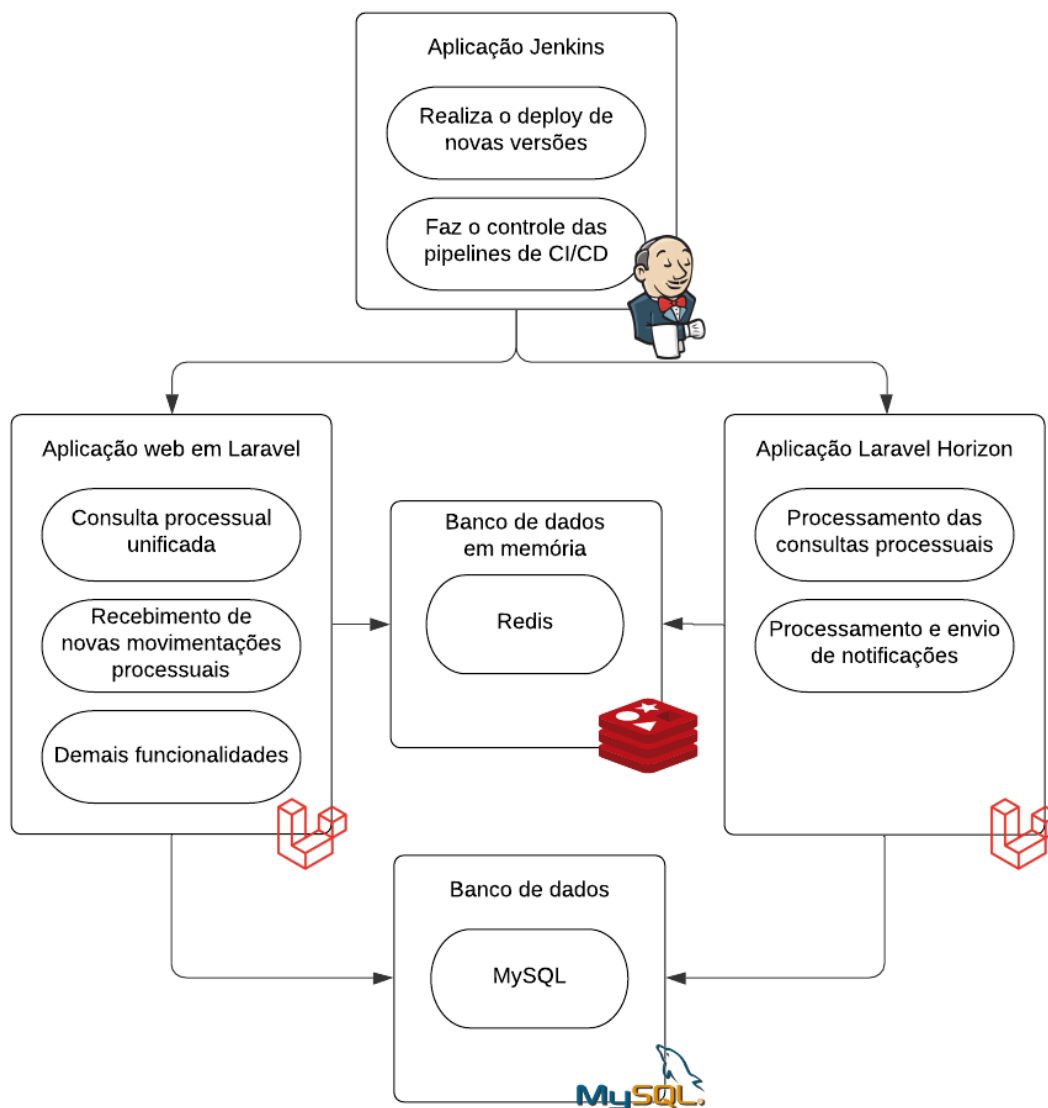 Aplicação Jenkins
Realiza o deploy de
novas versões
Faz o controle das
pipelines de CI/CD
Aplicação web em Laravel
Consulta processual
unificada
Recebimento de
novas movimentações
processuais
Demais funcionalidades
Banco de dados
em memória
Redis
Aplicação Laravel Horizon
Processamento das
consultas processuais
Processamento e envio
de notificações
Banco de dados
MySQL
MySQL.